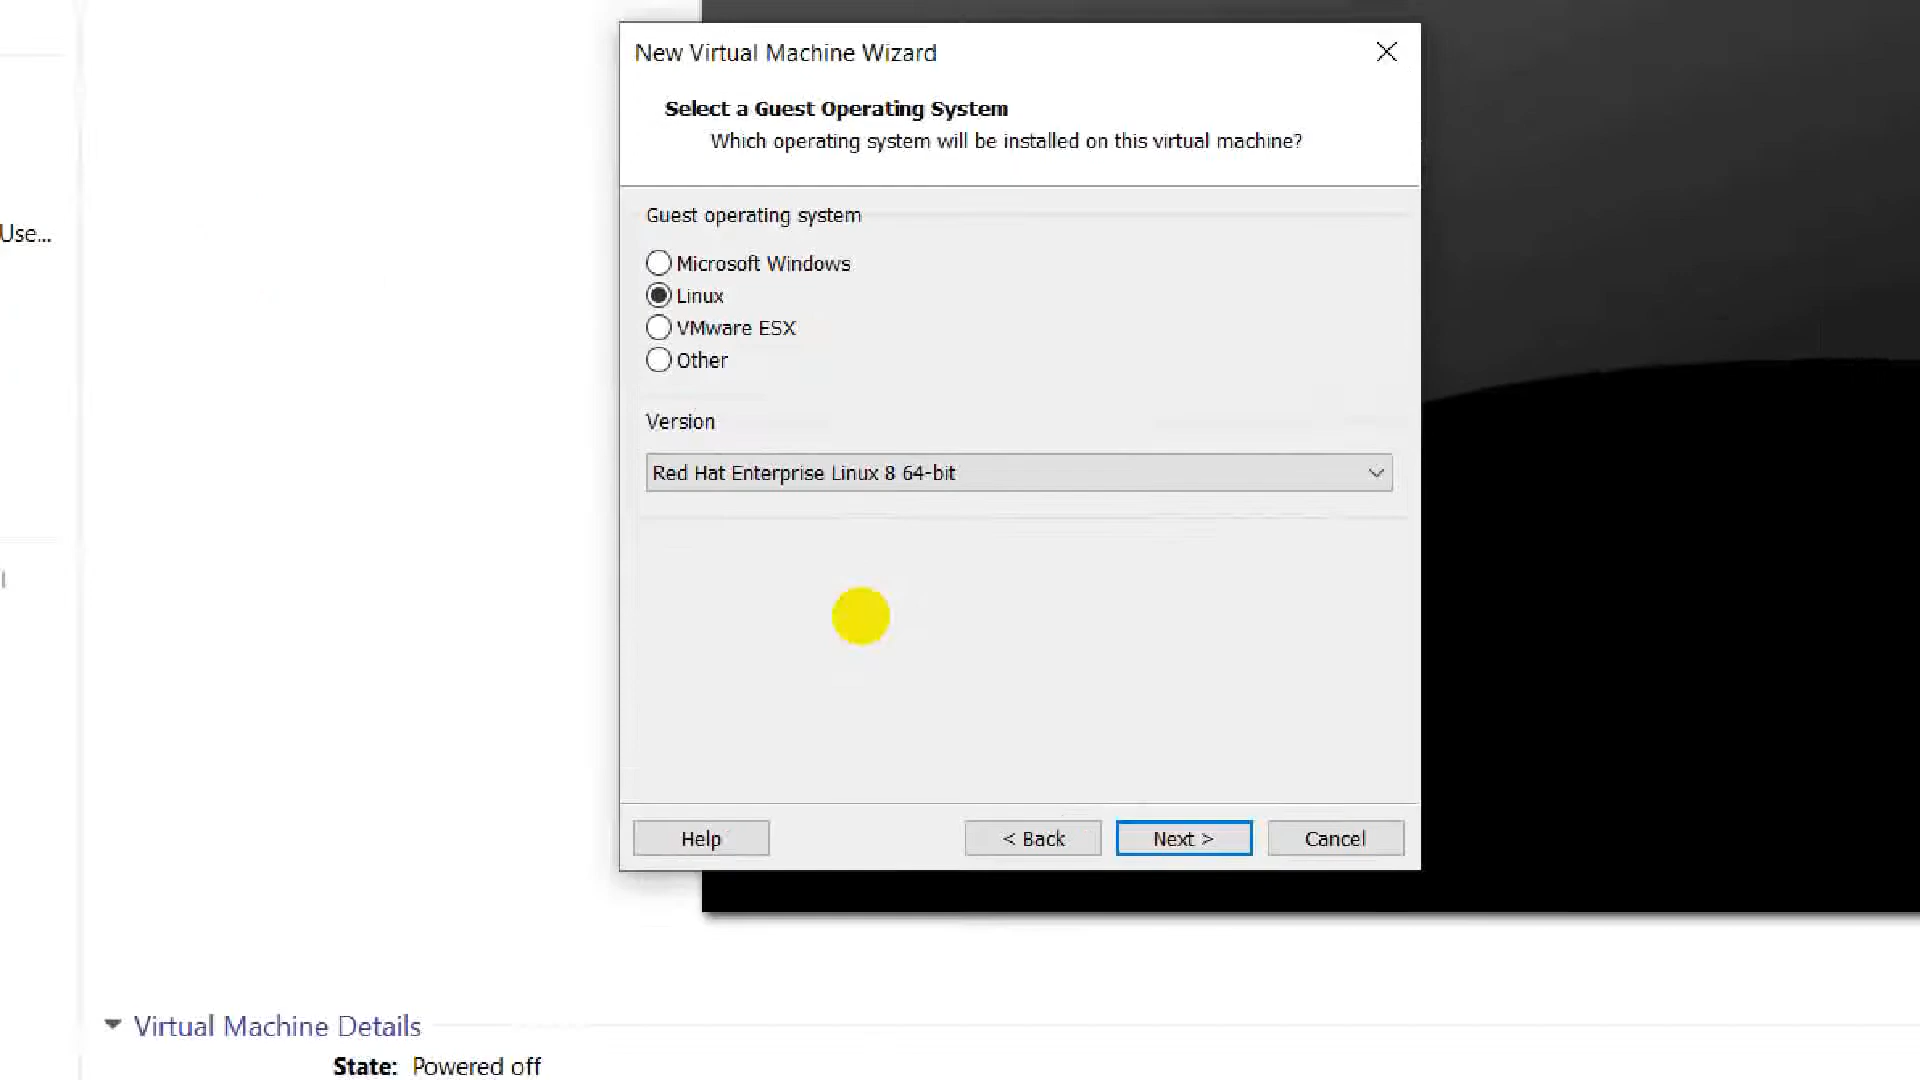 New Virtual Machine Wizard
Select a Guest Operating System
Which operating system will be installed on this virtual machine?
Use...
Guest operating system
Microsoft Windows
Linux
VMware ESX
Other
Version
Red Hat Enterprise Linux 8 64-bit
Help
< Back
Next >
Cancel
Virtual Machine Details
State: Powered off